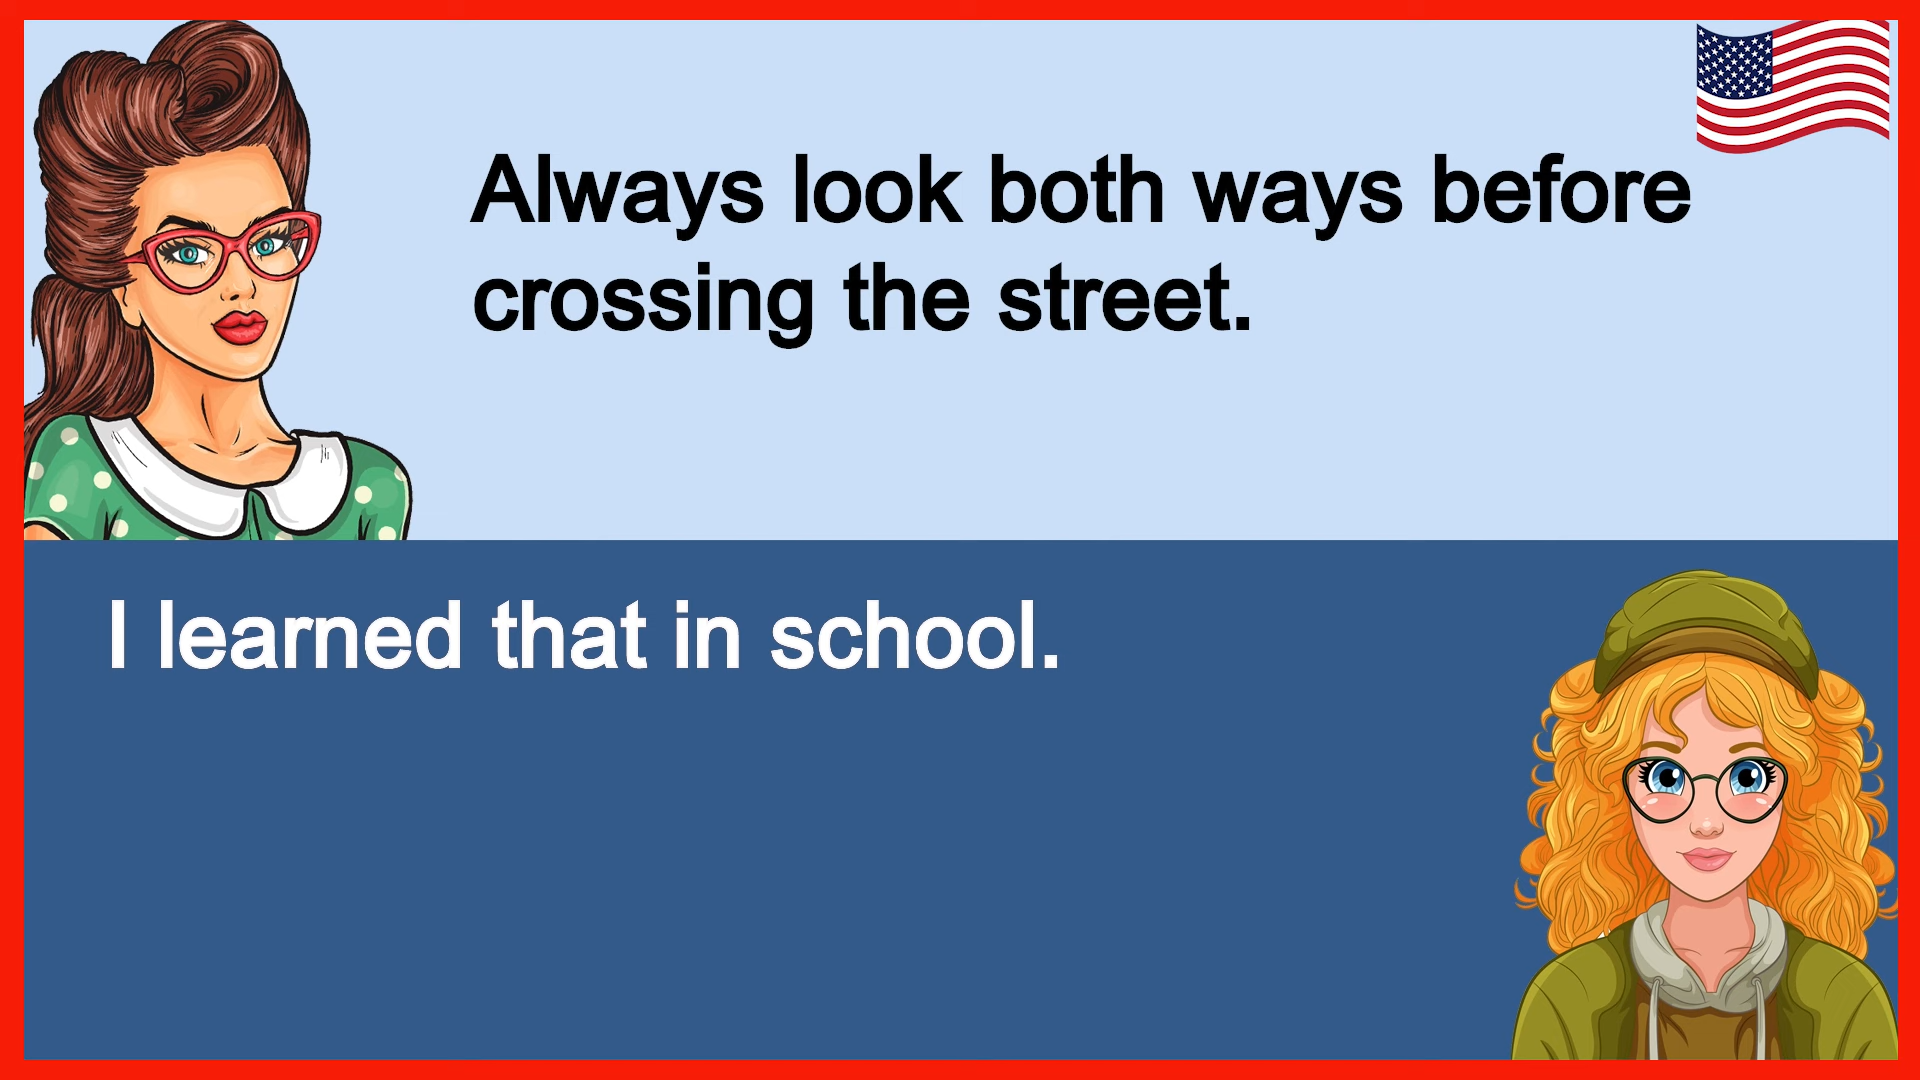 Always look both ways before
crossing the street.
I learned that in school.